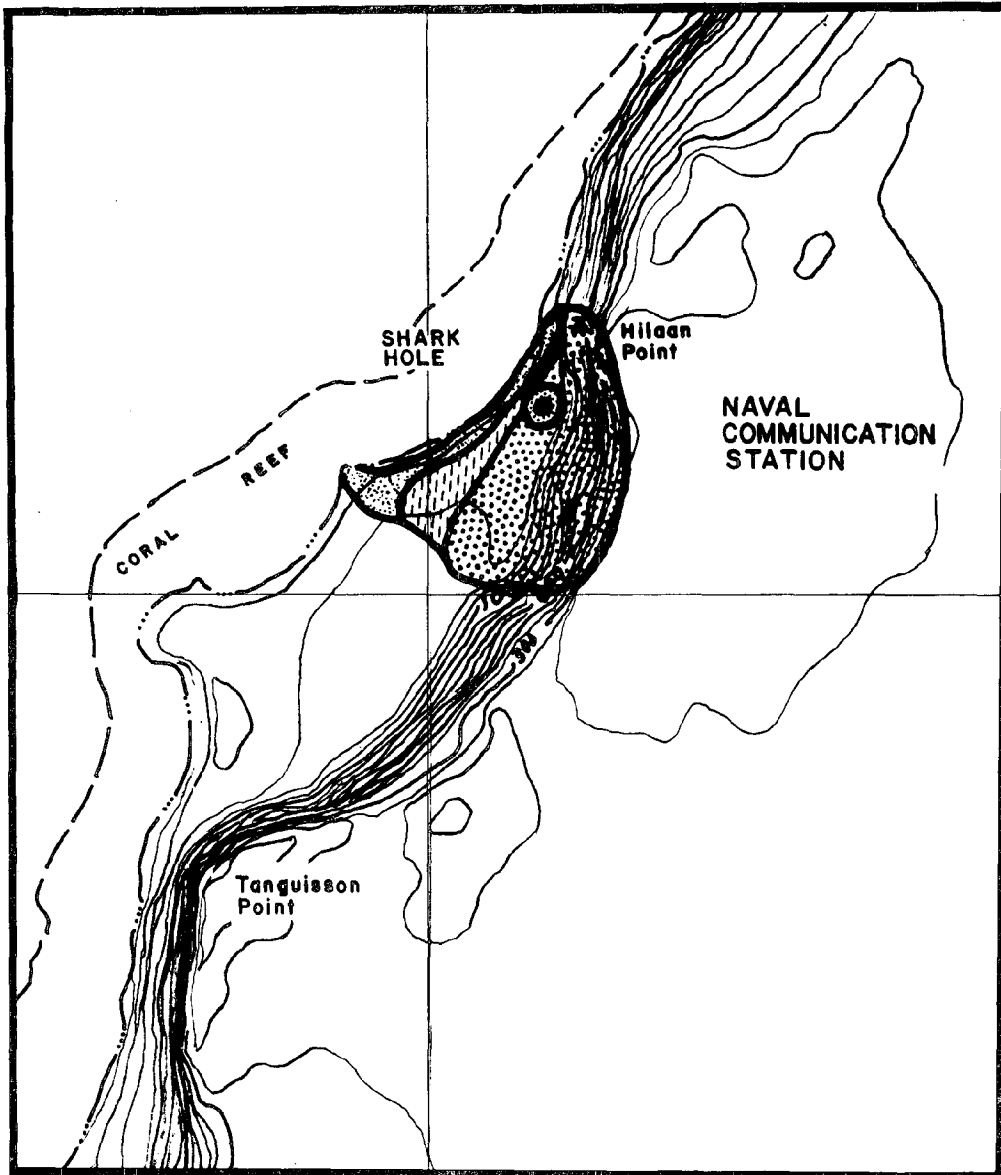 SHARK
HOLE
Hilaan
Point
NAVAL
COMMUNICATION
STATION
REEF
CORAL
Tanguisson
Point